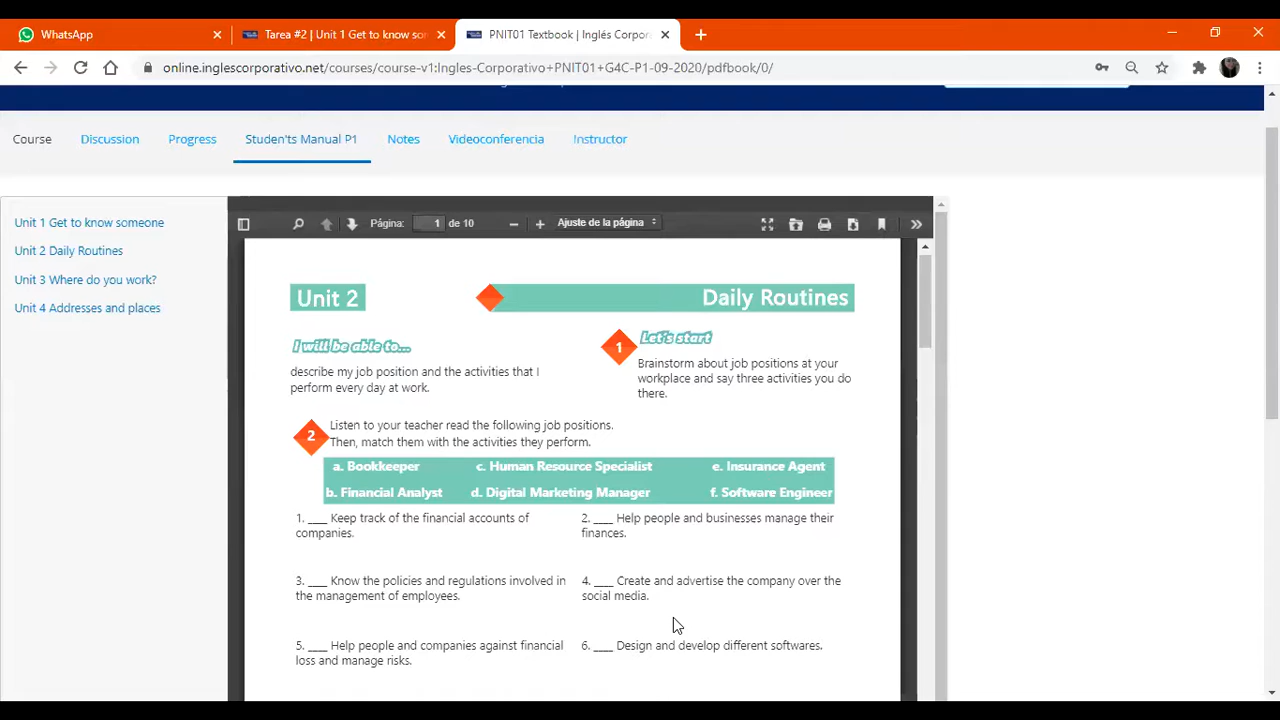 WhatsApp
Tarea #2 | Unit 1 Get to know som
PNIT01 Textbook | Inglés Corpor
online.inglescorporativo.net/courses/course-v1:Ingles-Corporativo+PNIT01+G4C-P1-09-2020/pdfbook/0/
Course Discussion Progress Studen'ts Manual P1 Notes Videoconferencia Instructor
Unit 1 Get to know someone
Unit 2 Daily Routines
Unit 3 Where do you work?
Unit 4 Addresses and places
Página: 1 de 10 Ajuste de la página
Unit 2
Daily Routines
I will be able to...
describe my job position and the activities that I
perform every day at work.
1 Let's start
Brainstorm about job positions at your
workplace and say three activities you do
there.
2 Listen to your teacher read the following job positions.
Then, match them with the activities they perform.
a. Bookkeeper c. Human Resource Specialist e. Insurance Agent
b. Financial Analyst d. Digital Marketing Manager f. Software Engineer
1. ___ Keep track of the financial accounts of
companies.
2. ___ Help people and businesses manage their
finances.
3. ___ Know the policies and regulations involved in
the management of employees.
4. ___ Create and advertise the company over the
social media.
5. ___ Help people and companies against financial
loss and manage risks.
6. ___ Design and develop different softwares.